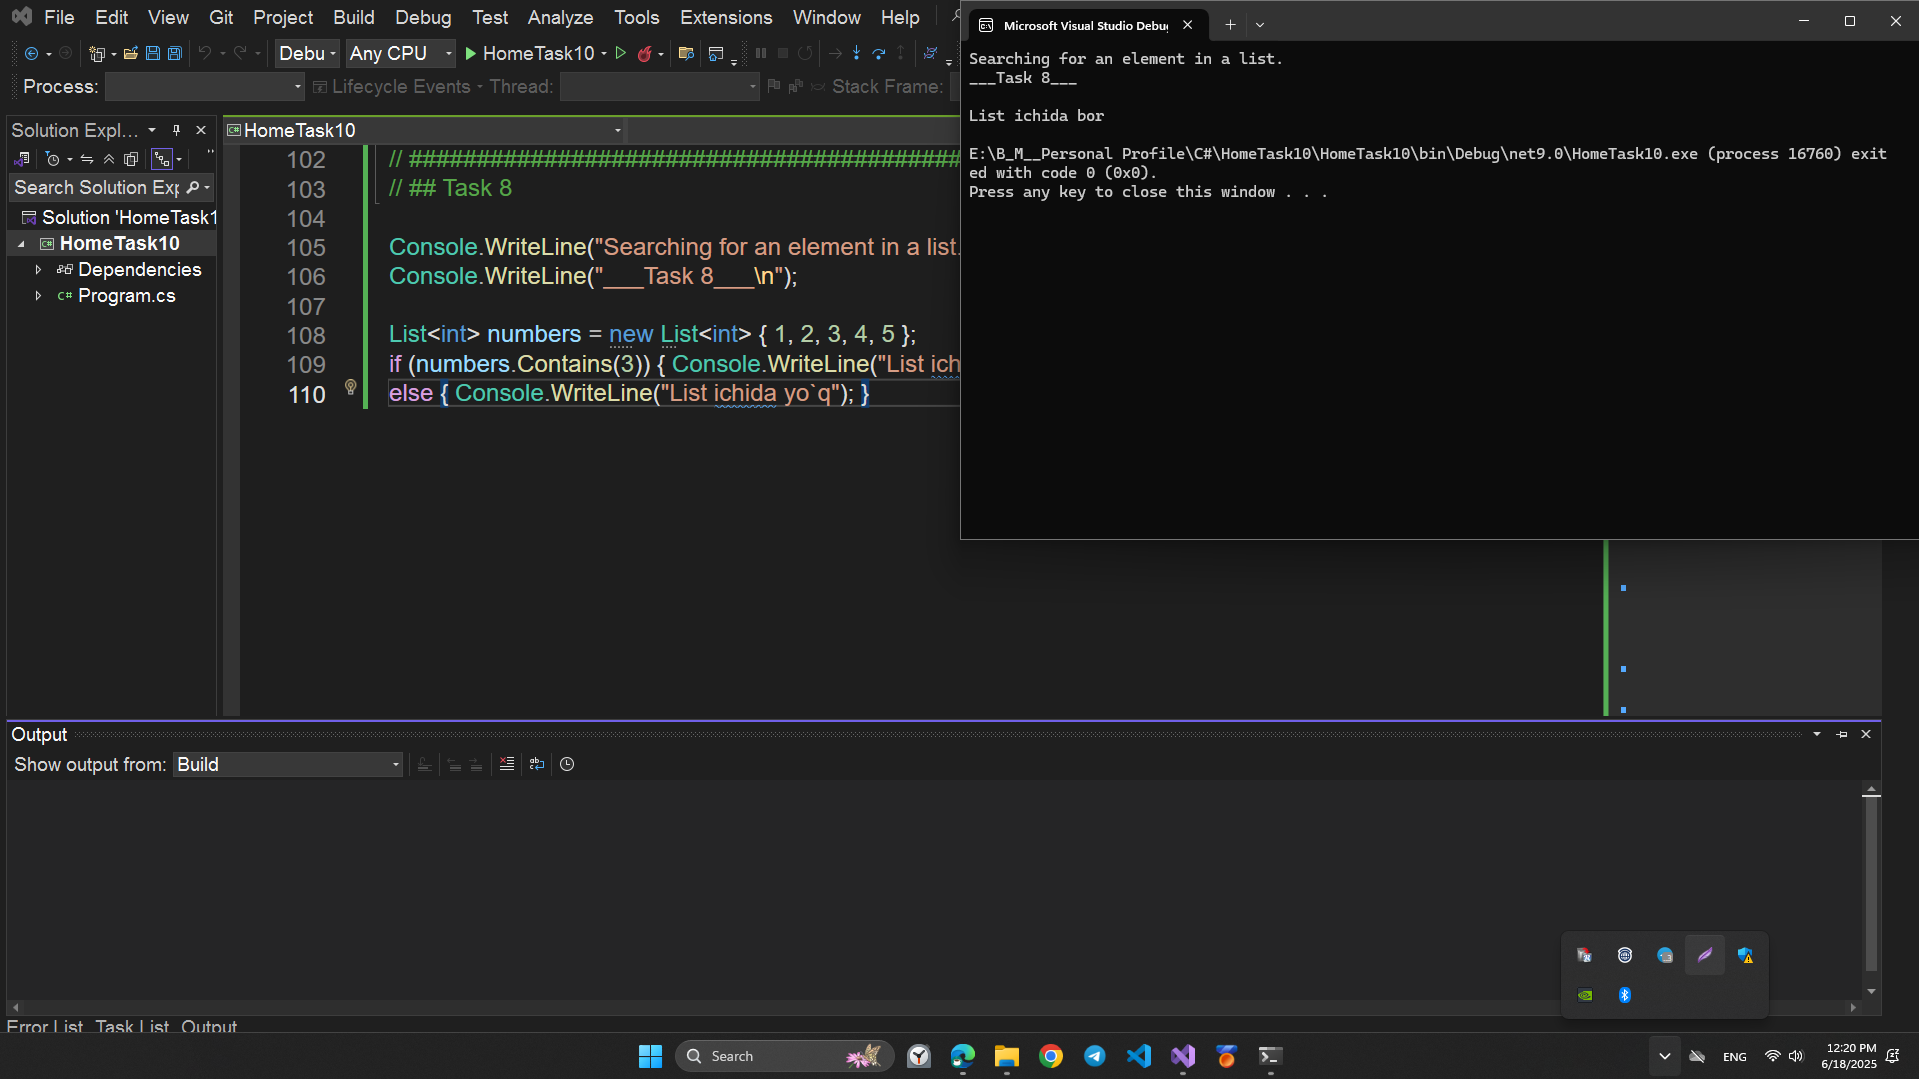 File Edit View Git Project Build Debug Test Analyze Tools Extensions Window Help
Debu Any CPU HomeTask10
Process: Lifecycle Events Thread: Stack Frame:
Solution Expl...
Search Solution Exp
Solution 'HomeTask1
HomeTask10
Dependencies
Program.cs
HomeTask10
102 // #########################################
103 // ## Task 8
104
105 Console.WriteLine("Searching for an element in a list.
106 Console.WriteLine("___Task 8___\n");
107
108 List<int> numbers = new List<int> { 1, 2, 3, 4, 5 };
109 if (numbers.Contains(3)) { Console.WriteLine("List ich
110 else { Console.WriteLine("List ichida yo`q"); }
Microsoft Visual Studio Debug
Searching for an element in a list.
___Task 8___
List ichida bor
E:\B_M__Personal Profile\C#\HomeTask10\HomeTask10\bin\Debug\net9.0\HomeTask10.exe (process 16760) exit
ed with code 0 (0x0).
Press any key to close this window . . .
Output
Show output from: Build
Error List Task List Output
Search
ENG
12:20 PM
6/18/2025